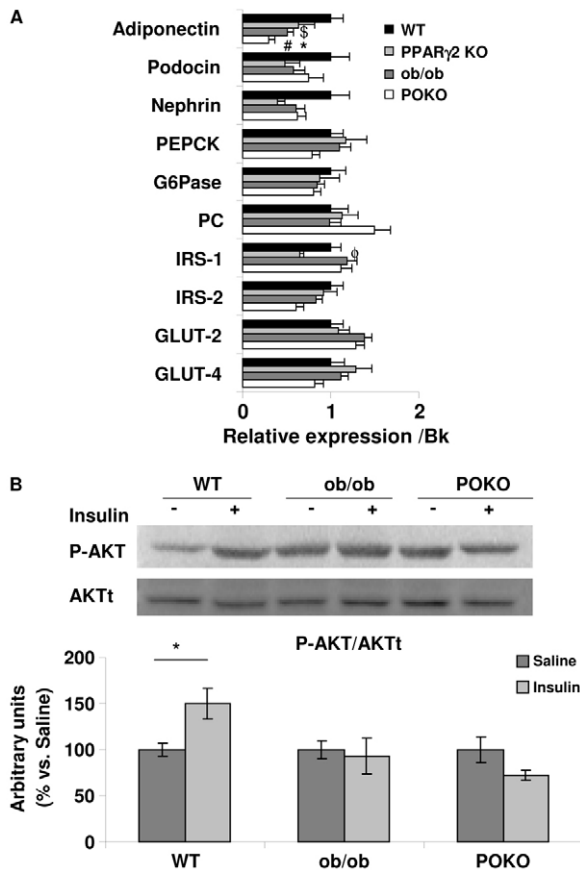 A
Adiponectin
Podocin
Nephrin
PEPCK
G6Pase
PC
IRS-1
IRS-2
GLUT-2
GLUT-4
$
# *
φ
WT
PPARγ2 KO
ob/ob
POKO
0 1 2
Relative expression /Bk
B
WT ob/ob POKO
Insulin - + - + - +
P-AKT
AKTt
P-AKT/AKTt
Arbitrary units
(% vs. Saline)
200
150
100
50
0
*
Saline
Insulin
WT ob/ob POKO